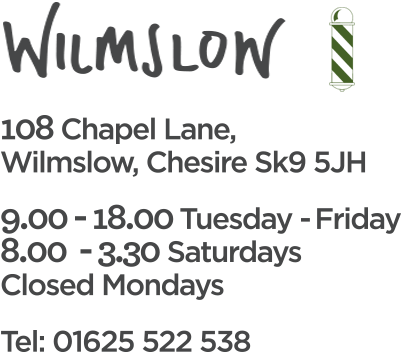 WILMSLOW
108 Chapel Lane,
Wilmslow, Chesire Sk9 5JH
9.00 - 18.00 Tuesday - Friday
8.00 - 3.30 Saturdays
Closed Mondays
Tel: 01625 522 538